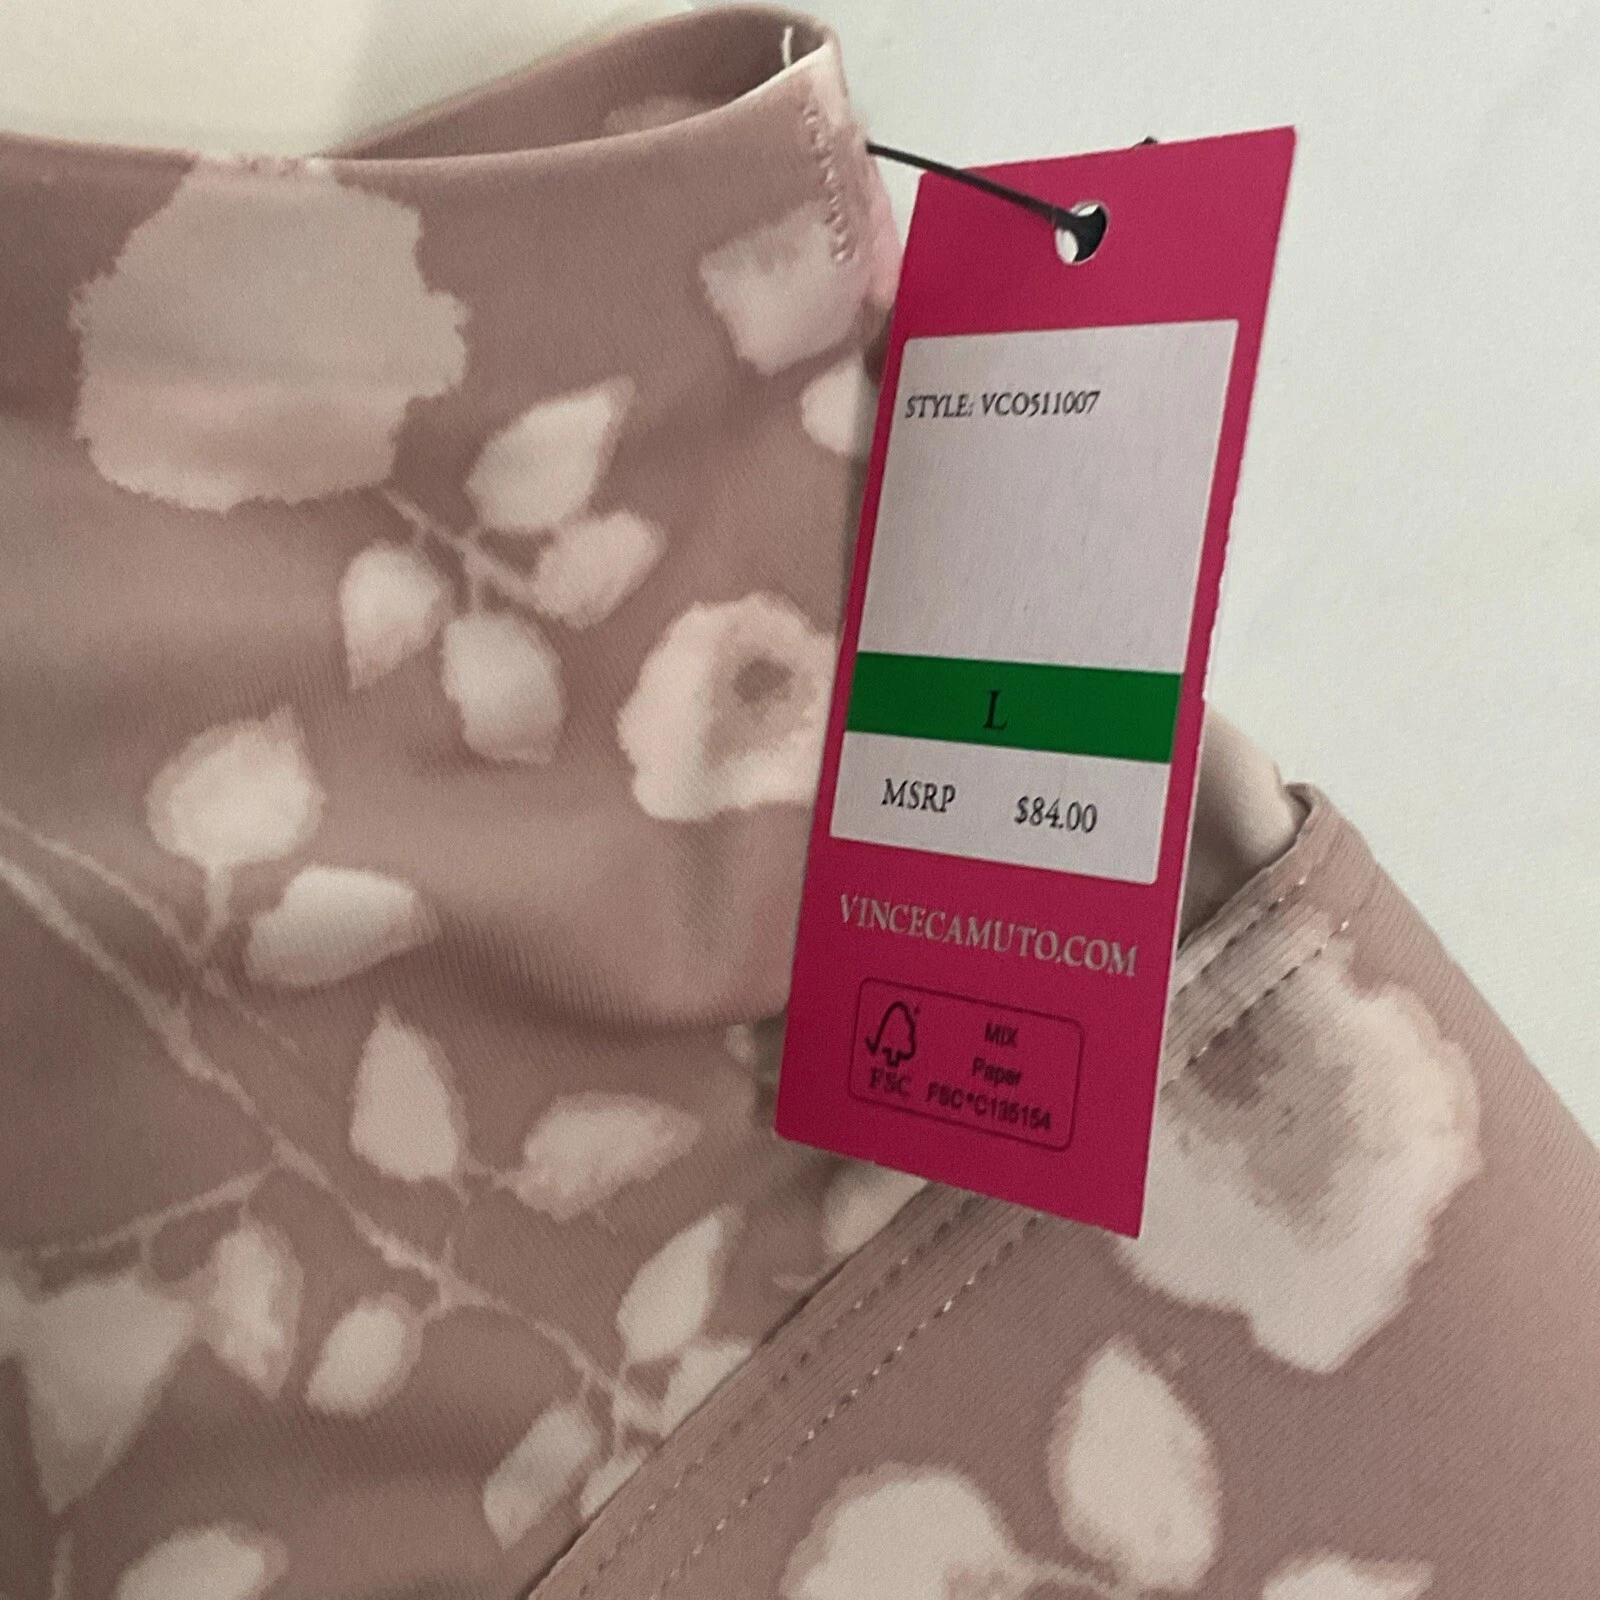 STYLE: VCO511007
L
MSRP $84.00
VINCECAMUTO.COM
MIX
Paper
FSC FSC®C135154